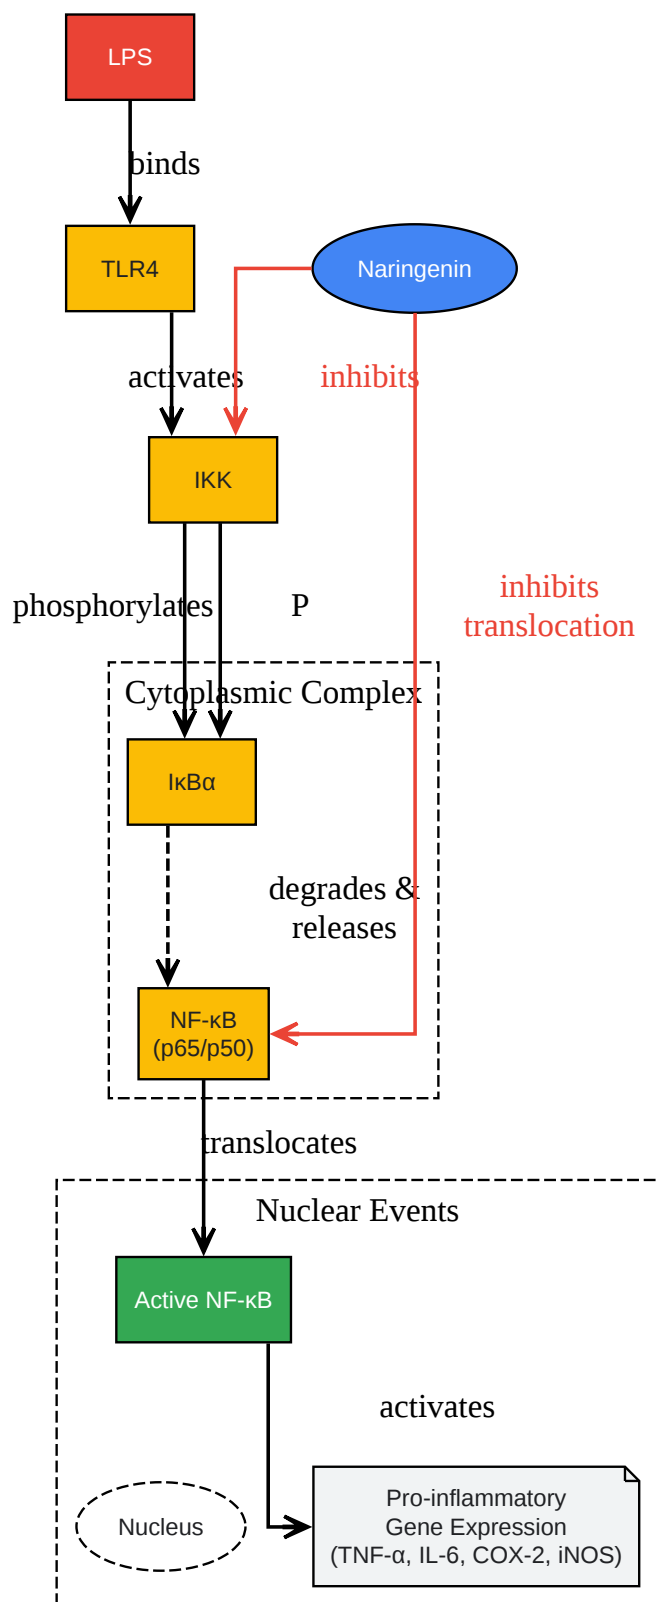 LPS
binds
TLR4
Naringenin
activates
inhibits
IKK
inhibits
translocation
phosphorylates
P
Cytoplasmic Complex
IκBα
degrades &
releases
NF-κB
(p65/p50)
translocates
Nuclear Events
Active NF-κB
activates
Nucleus
Pro-inflammatory
Gene Expression
(TNF-α, IL-6, COX-2, iNOS)